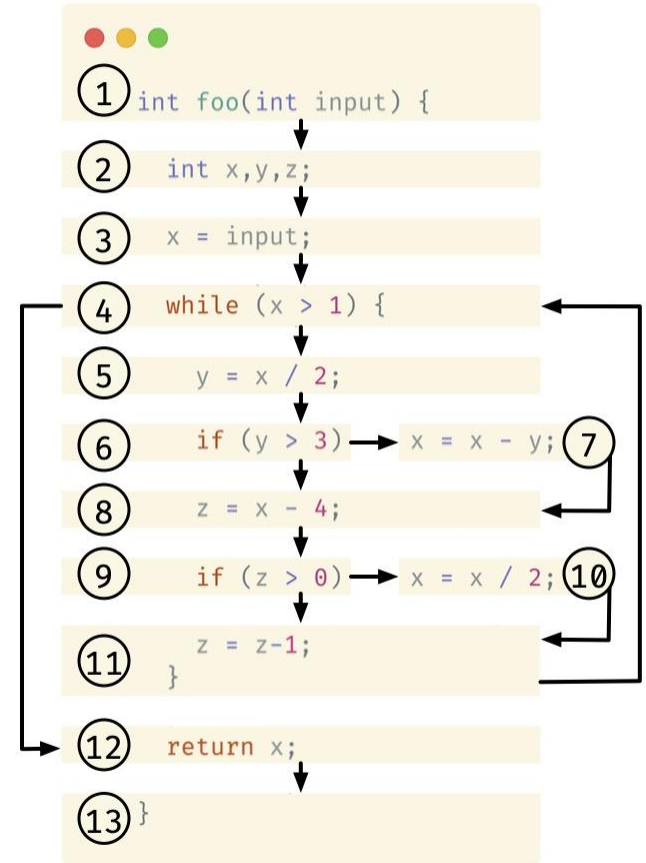 1 int foo(int input) {
2 int x,y,z;
3 x = input;
4 while (x > 1) {
5 y = x / 2;
6 if (y > 3) x = x - y; 7
8 z = x - 4;
9 if (z > 0) x = x / 2; 10
z = z-1;
11 }
12 return x;
13 }